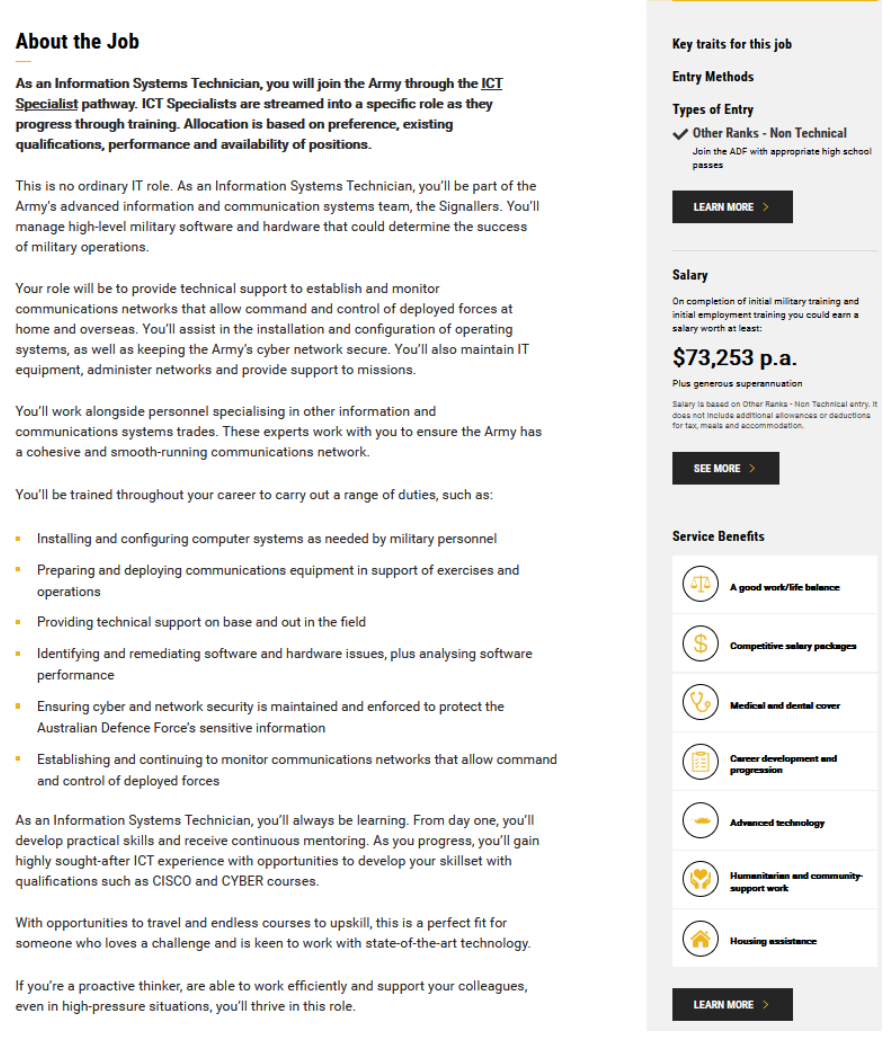 About the Job
As an Information Systems Technician, you will join the Army through the ICT
Specialist pathway. ICT Specialists are streamed into a specific role as they
progress through training. Allocation is based on preference, existing
qualifications, performance and availability of positions.
This is no ordinary IT role. As an Information Systems Technician, you'll be part of the
Army's advanced information and communication systems team, the Signallers. You'll
manage high-level military software and hardware that could determine the success
of military operations.
Your role will be to provide technical support to establish and monitor
communications networks that allow command and control of deployed forces at
home and overseas. You'll assist in the installation and configuration of operating
systems, as well as keeping the Army's cyber network secure. You'll also maintain IT
equipment, administer networks and provide support to missions.
You'll work alongside personnel specialising in other information and
communications systems trades. These experts work with you to ensure the Army has
a cohesive and smooth-running communications network.
You'll be trained throughout your career to carry out a range of duties, such as:
Installing and configuring computer systems as needed by military personnel
Preparing and deploying communications equipment in support of exercises and
operations
Providing technical support on base and out in the field
Identifying and remediating software and hardware issues, plus analysing software
performance
Ensuring cyber and network security is maintained and enforced to protect the
Australian Defence Force's sensitive information
Establishing and continuing to monitor communications networks that allow command
and control of deployed forces
As an Information Systems Technician, you'll always be learning. From day one, you'll
develop practical skills and receive continuous mentoring. As you progress, you'll gain
highly sought-after ICT experience with opportunities to develop your skillset with
qualifications such as CISCO and CYBER courses.
With opportunities to travel and endless courses to upskill, this is a perfect fit for
someone who loves a challenge and is keen to work with state-of-the-art technology.
If you're a proactive thinker, are able to work efficiently and support your colleagues,
even in high-pressure situations, you'll thrive in this role.
Key traits for this job
Entry Methods
Types of Entry
Other Ranks - Non Technical
Join the ADF with appropriate high school
passes
LEARN MORE >
Salary
On completion of initial military training and
initial employment training you could earn a
salary worth at least:
$73,253 p.a.
Plus generous superannuation
Salary is based on Other Ranks - Non Technical entry. It
does not include additional allowances or deductions
for tax, meals and accommodation.
SEE MORE >
Service Benefits
A good work/life balance
Competitive salary packages
Medical and dental cover
Career development and
progression
Advanced technology
Humanitarian and community-
support work
Housing assistance
LEARN MORE >